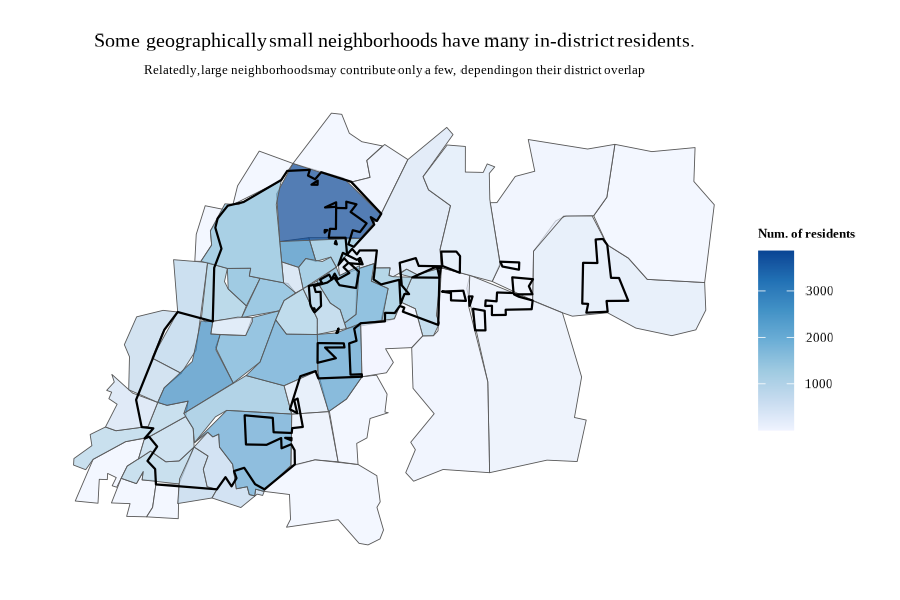 Some geographically small neighborhoods have many in-district residents.
Relatedly, large neighborhoods may contribute only a few, depending on their district overlap
Num. of residents
3000
2000
1000